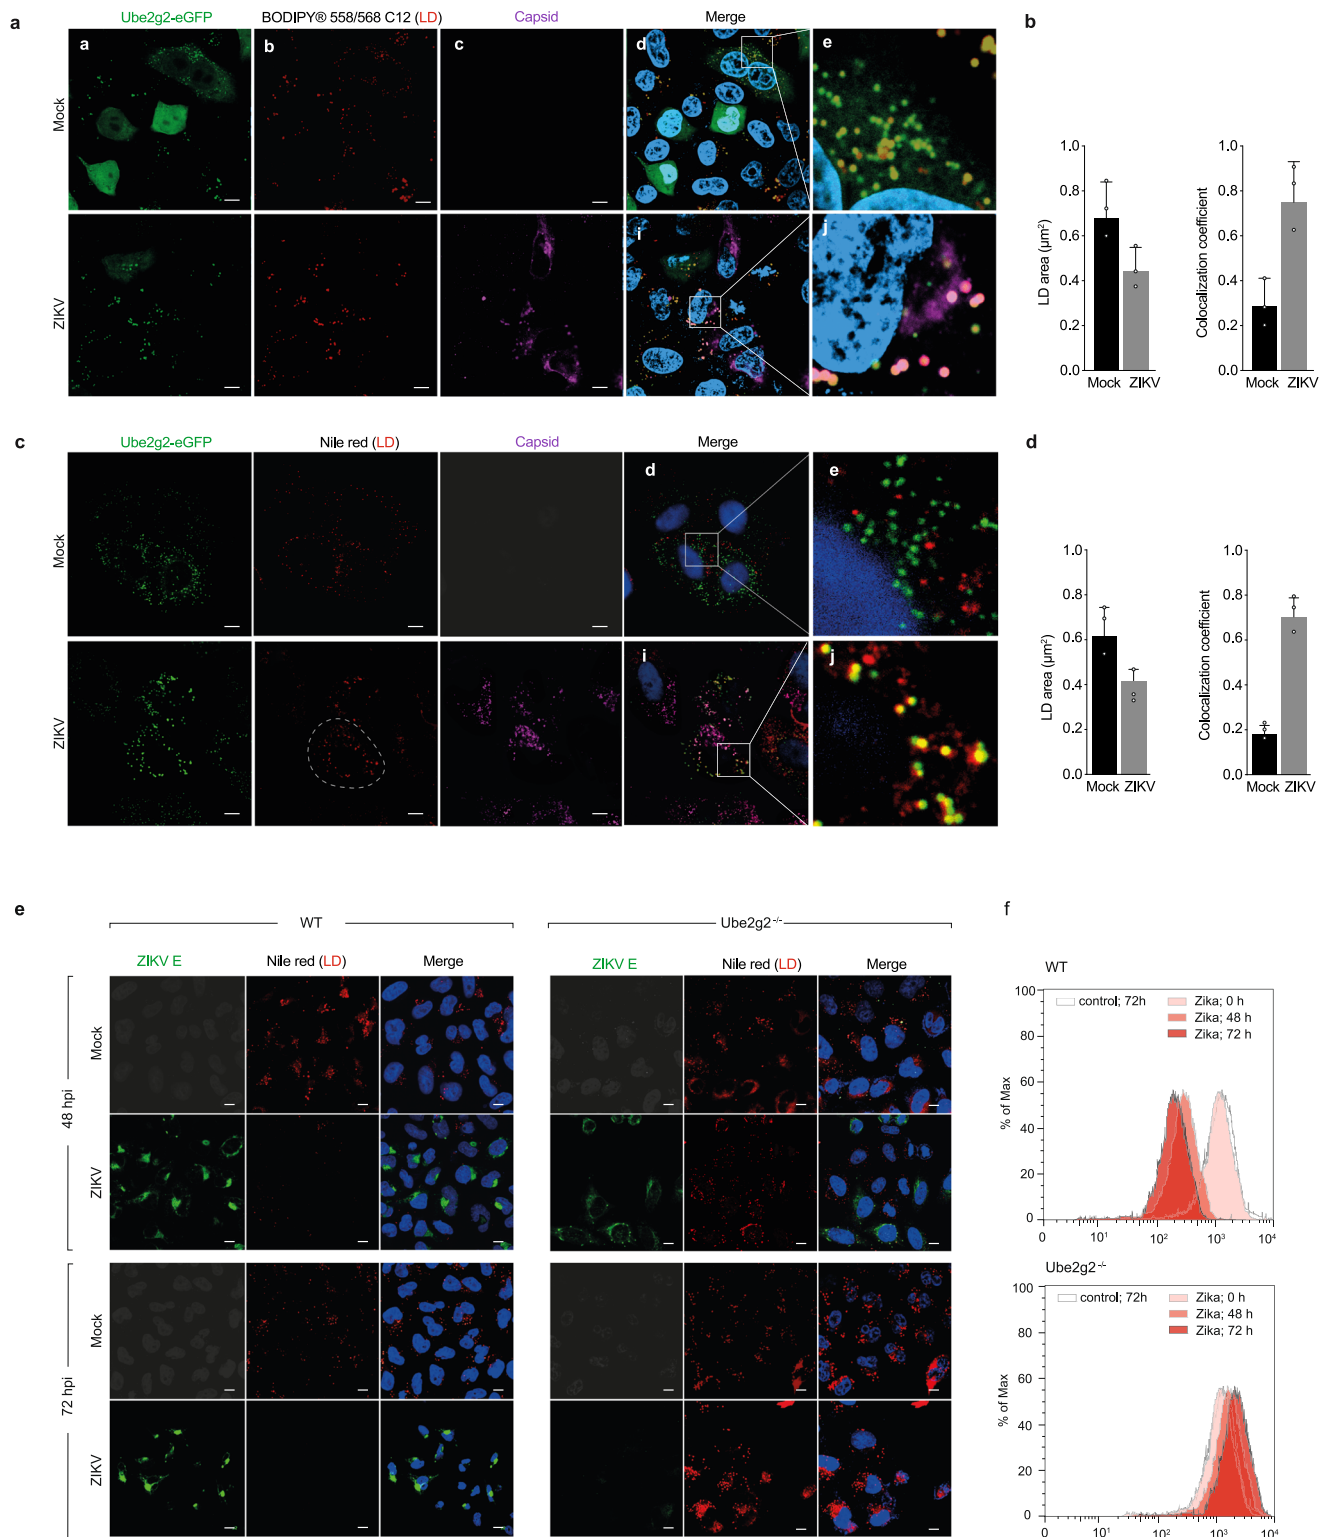 a
Ube2g2-eGFP BODIPY® 558/568 C12 (LD) Capsid Merge
Mock
a b c d e
ZIKV
i j
b
LD area (µm²)
1.0
0.8
0.6
0.4
0.2
0.0
Mock ZIKV
Colocalization coefficient
1.0
0.8
0.6
0.4
0.2
0.0
Mock ZIKV
c
Ube2g2-eGFP Nile red (LD) Capsid Merge
Mock
d e
ZIKV
i j
d
LD area (µm²)
1.0
0.8
0.6
0.4
0.2
0.0
Mock ZIKV
Colocalization coefficient
1.0
0.8
0.6
0.4
0.2
0.0
Mock ZIKV
e
WT Ube2g2-/-
ZIKV E Nile red (LD) Merge ZIKV E Nile red (LD) Merge
48 hpi
Mock
ZIKV
72 hpi
Mock
ZIKV
f
WT
control; 72h Zika; 0 h
Zika; 48 h
Zika; 72 h
% of Max
100
80
60
40
20
0
0 10¹ 10² 10³ 10⁴
Ube2g2-/-
control; 72h Zika; 0 h
Zika; 48 h
Zika; 72 h
% of Max
100
80
60
40
20
0
0 10¹ 10² 10³ 10⁴